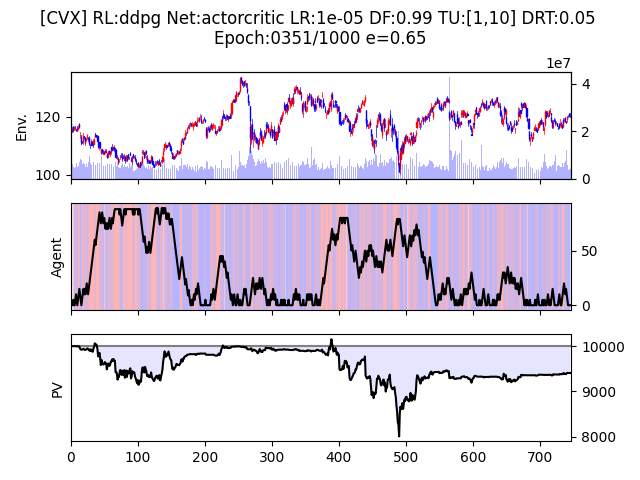 [CVX] RL:ddpg Net:actorcritic LR:1e-05 DF:0.99 TU:[1,10] DRT:0.05
Epoch:0351/1000 e=0.65
1e7
Env.
120
100
4
2
0
Agent
50
0
PV
10000
9000
8000
0 100 200 300 400 500 600 700